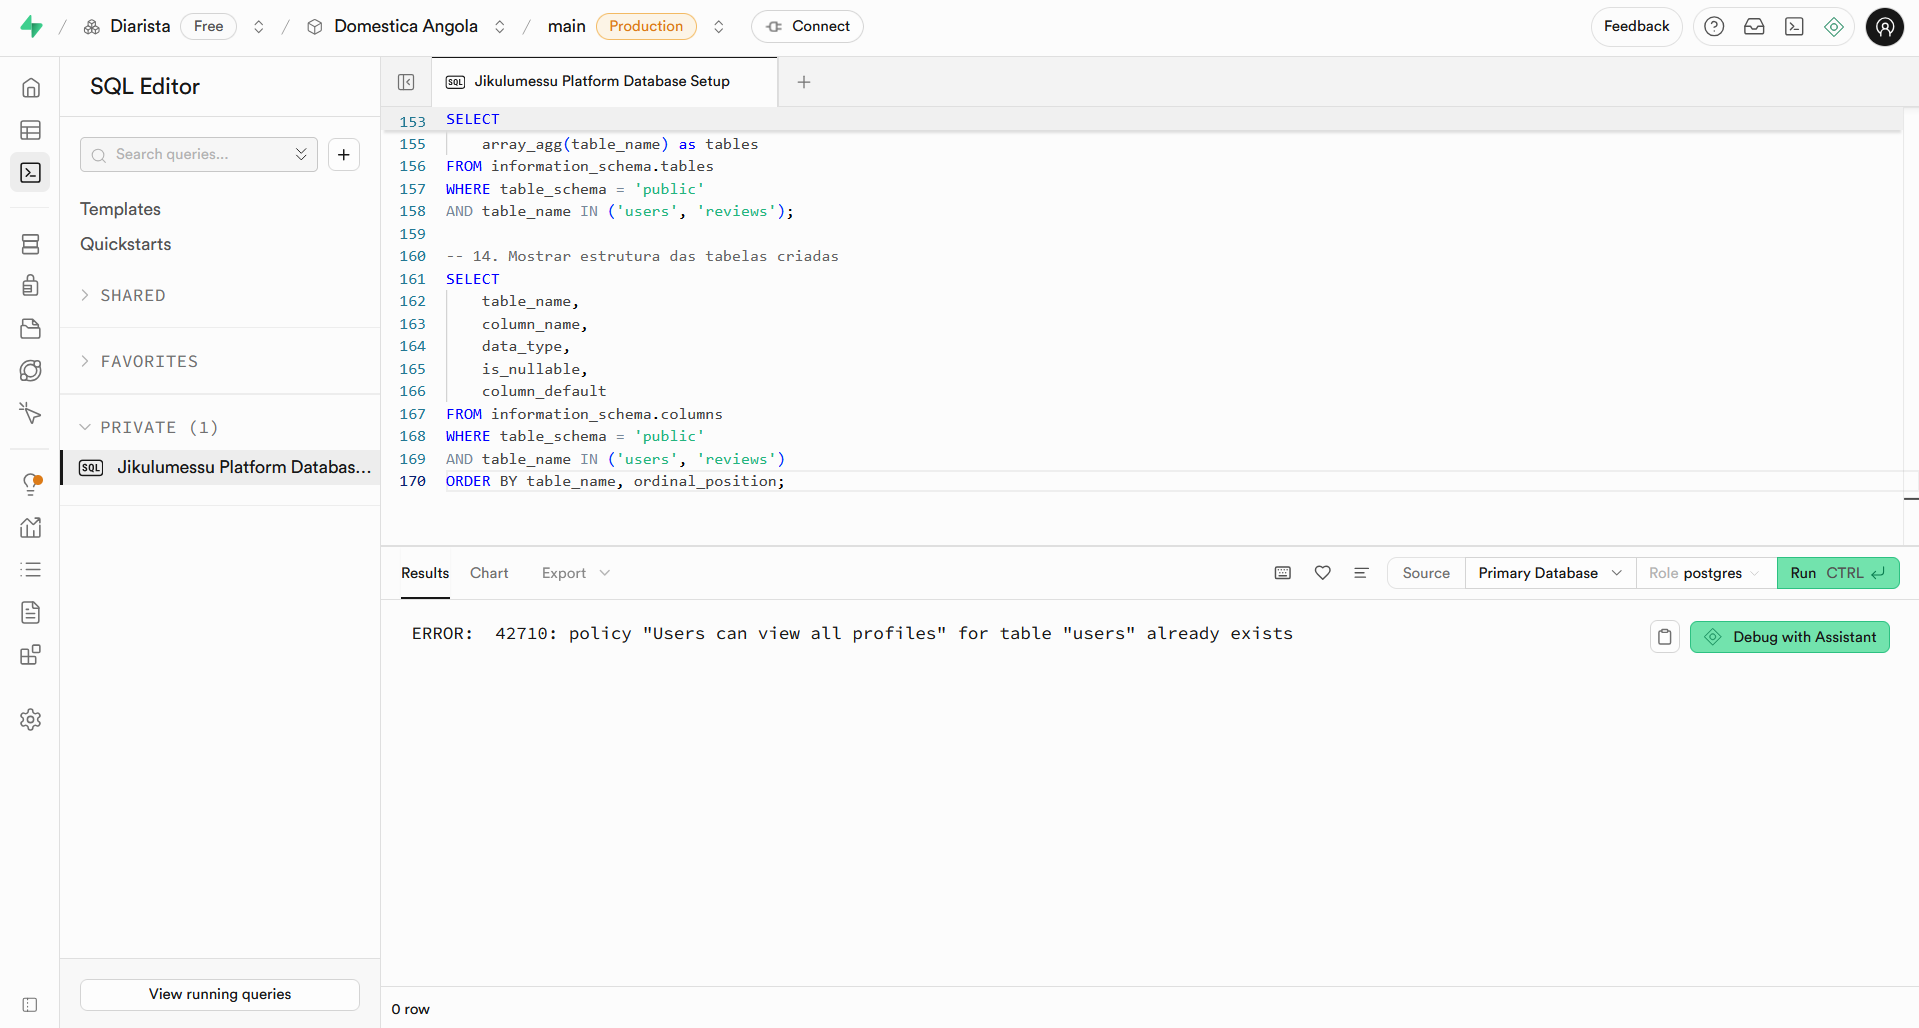 / Diarista Free / Domestica Angola / main Production Connect Feedback
SQL Editor
Search queries...
Templates
Quickstarts
SHARED
FAVORITES
PRIVATE (1)
SQL Jikulumessu Platform Databas...
View running queries
SQL Jikulumessu Platform Database Setup
153 SELECT
155 array_agg(table_name) as tables
156 FROM information_schema.tables
157 WHERE table_schema = 'public'
158 AND table_name IN ('users', 'reviews');
159
160 -- 14. Mostrar estrutura das tabelas criadas
161 SELECT
162 table_name,
163 column_name,
164 data_type,
165 is_nullable,
166 column_default
167 FROM information_schema.columns
168 WHERE table_schema = 'public'
169 AND table_name IN ('users', 'reviews')
170 ORDER BY table_name, ordinal_position;
Results Chart Export Source Primary Database Role postgres Run CTRL
ERROR: 42710: policy "Users can view all profiles" for table "users" already exists
Debug with Assistant
0 row